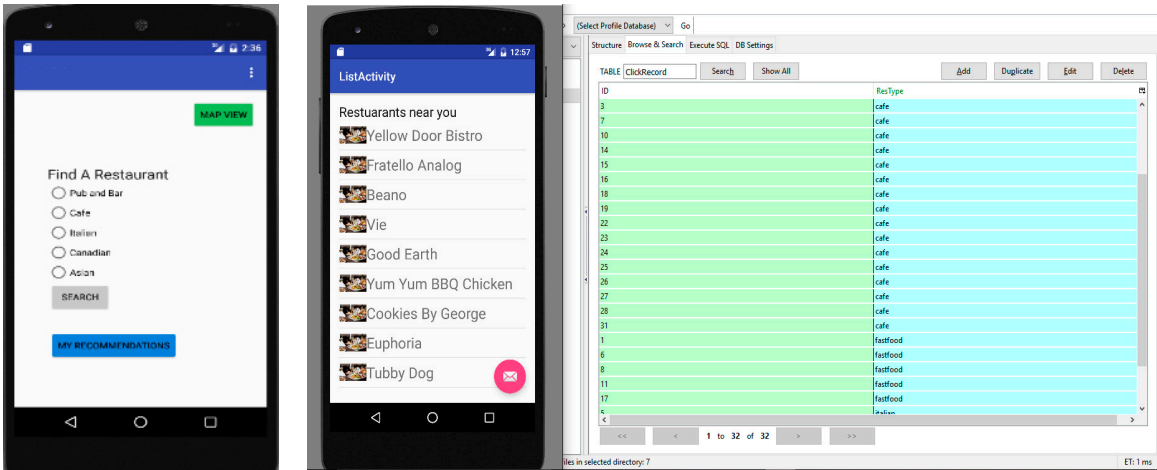 2:36
MAP VIEW
Find A Restaurant
Pub and Bar
Cafe
Italian
Canadian
Asian
SEARCH
MY RECOMMENDATIONS
12:57
ListActivity
Restuarants near you
Yellow Door Bistro
Fratello Analog
Beano
Vie
Good Earth
Yum Yum BBQ Chicken
Cookies By George
Euphoria
Tubby Dog
(Select Profile Database) Go
Structure Browse & Search Execute SQL DB Settings
TABLE ClickRecord Search Show All Add Duplicate Edit Delete
ID ResType
3 cafe
7 cafe
10 cafe
14 cafe
15 cafe
16 cafe
18 cafe
19 cafe
22 cafe
23 cafe
24 cafe
25 cafe
26 cafe
27 cafe
28 cafe
31 cafe
1 fastfood
6 fastfood
8 fastfood
11 fastfood
17 fastfood
5 italian
<< < 1 to 32 of 32 > >>
files in selected directory: 7 ET: 1 ms